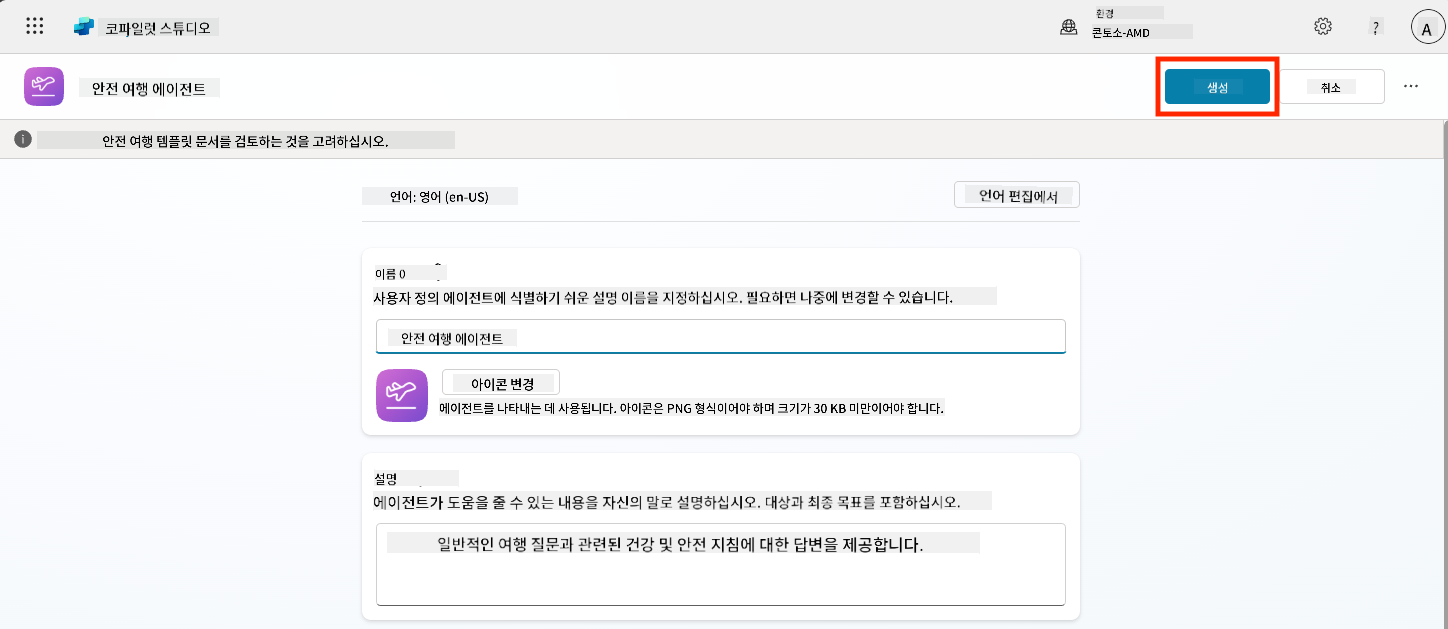 코파일럿 스튜디오
환경
콘토소-AMD
?
A
안전 여행 에이전트
생성
취소
안전 여행 템플릿 문서를 검토하는 것을 고려하십시오.
언어: 영어 (en-US)
언어 편집에서
이름 0
사용자 정의 에이전트에 식별하기 쉬운 설명 이름을 지정하십시오. 필요하면 나중에 변경할 수 있습니다.
안전 여행 에이전트
아이콘 변경
에이전트를 나타내는 데 사용됩니다. 아이콘은 PNG 형식이어야 하며 크기가 30 KB 미만이어야 합니다.
설명
에이전트가 도움을 줄 수 있는 내용을 자신의 말로 설명하십시오. 대상과 최종 목표를 포함하십시오.
일반적인 여행 질문과 관련된 건강 및 안전 지침에 대한 답변을 제공합니다.